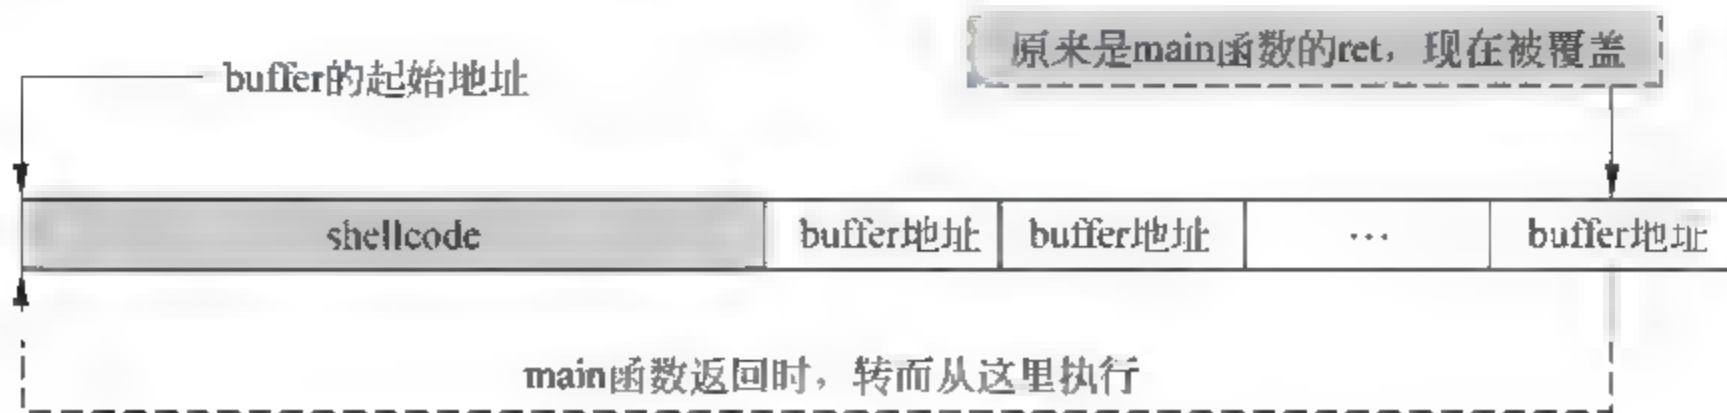 原来是main函数的ret，现在被覆盖
buffer的起始地址
shellcode
buffer地址
buffer地址
…
buffer地址
main函数返回时，转而从这里执行